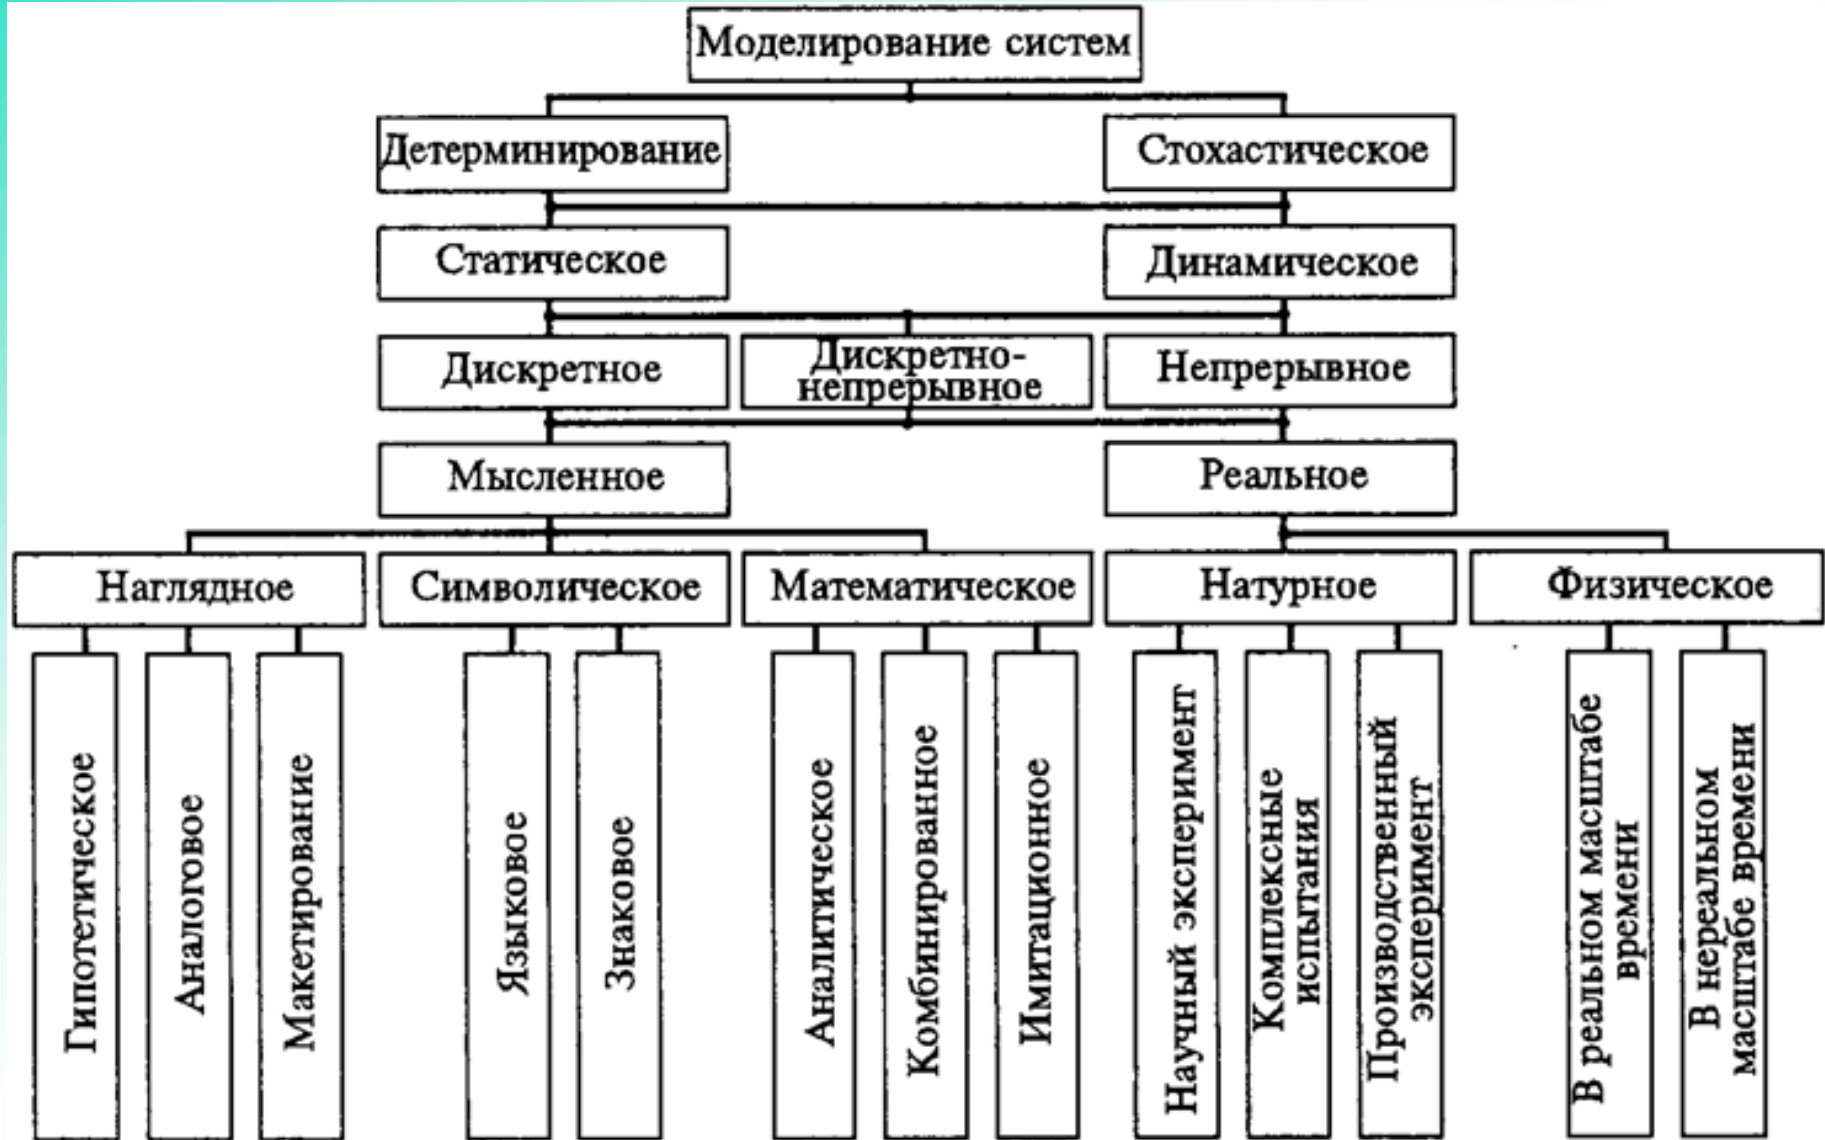 Моделирование систем
Детерминирование
Стохастическое
Статическое
Динамическое
Дискретное
Дискретно-
непрерывное
Непрерывное
Мысленное
Реальное
Наглядное
Символическое
Математическое
Натурное
Физическое
Гипотетическое
Аналоговое
Макетирование
Языковое
Знаковое
Аналитическое
Комбинированное
Имитационное
Научный эксперимент
Комплексные
испытания
Производственный
эксперимент
В реальном масштабе
времени
В нереальном
масштабе времени